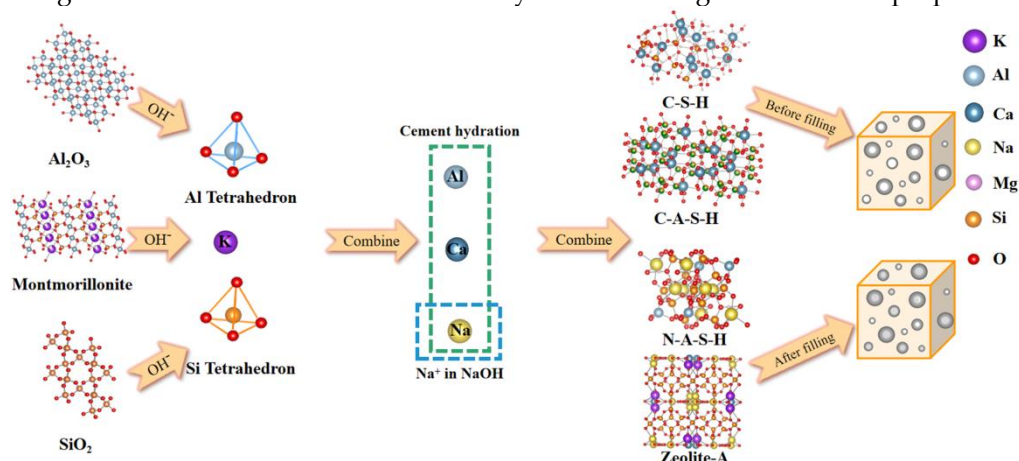 OH⁻
Al₂O₃
Al Tetrahedron
OH⁻
K
Montmorillonite
OH⁻
Si Tetrahedron
SiO₂
Combine
Cement hydration
Al
Ca
Na
Na⁺ in NaOH
Combine
C-S-H
C-A-S-H
N-A-S-H
Zeolite-A
Before filling
After filling
K
Al
Ca
Na
Mg
Si
O